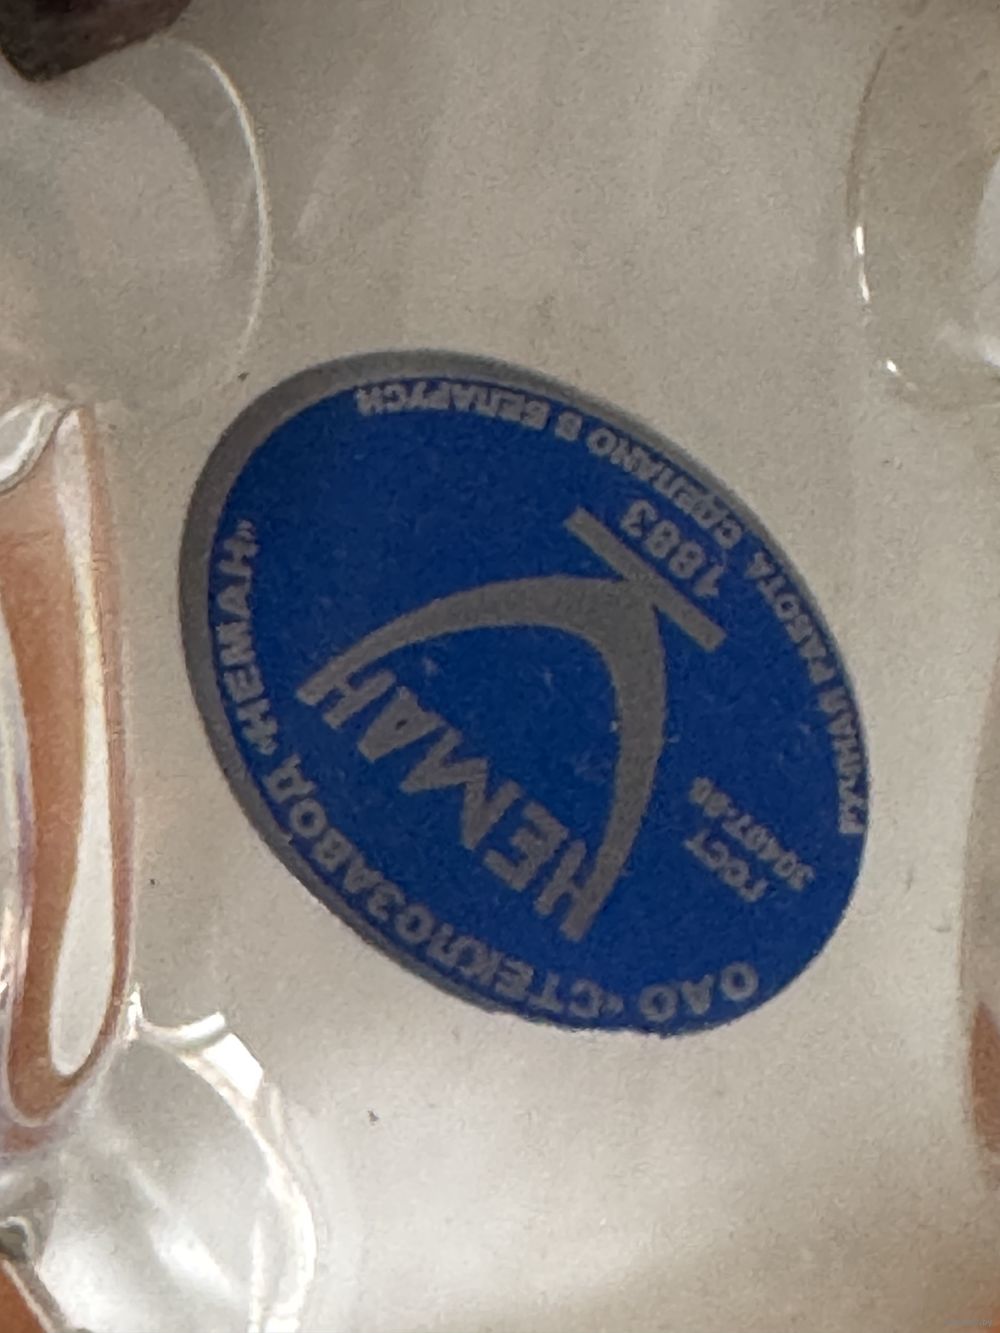 ОАО «СТЕКЛОЗАВОД «НЕМАН»
НЕМАН
1883
ГОСТ
30407-96
РУЧНАЯ РАБОТА. СДЕЛАНО В БЕЛАРУСИ